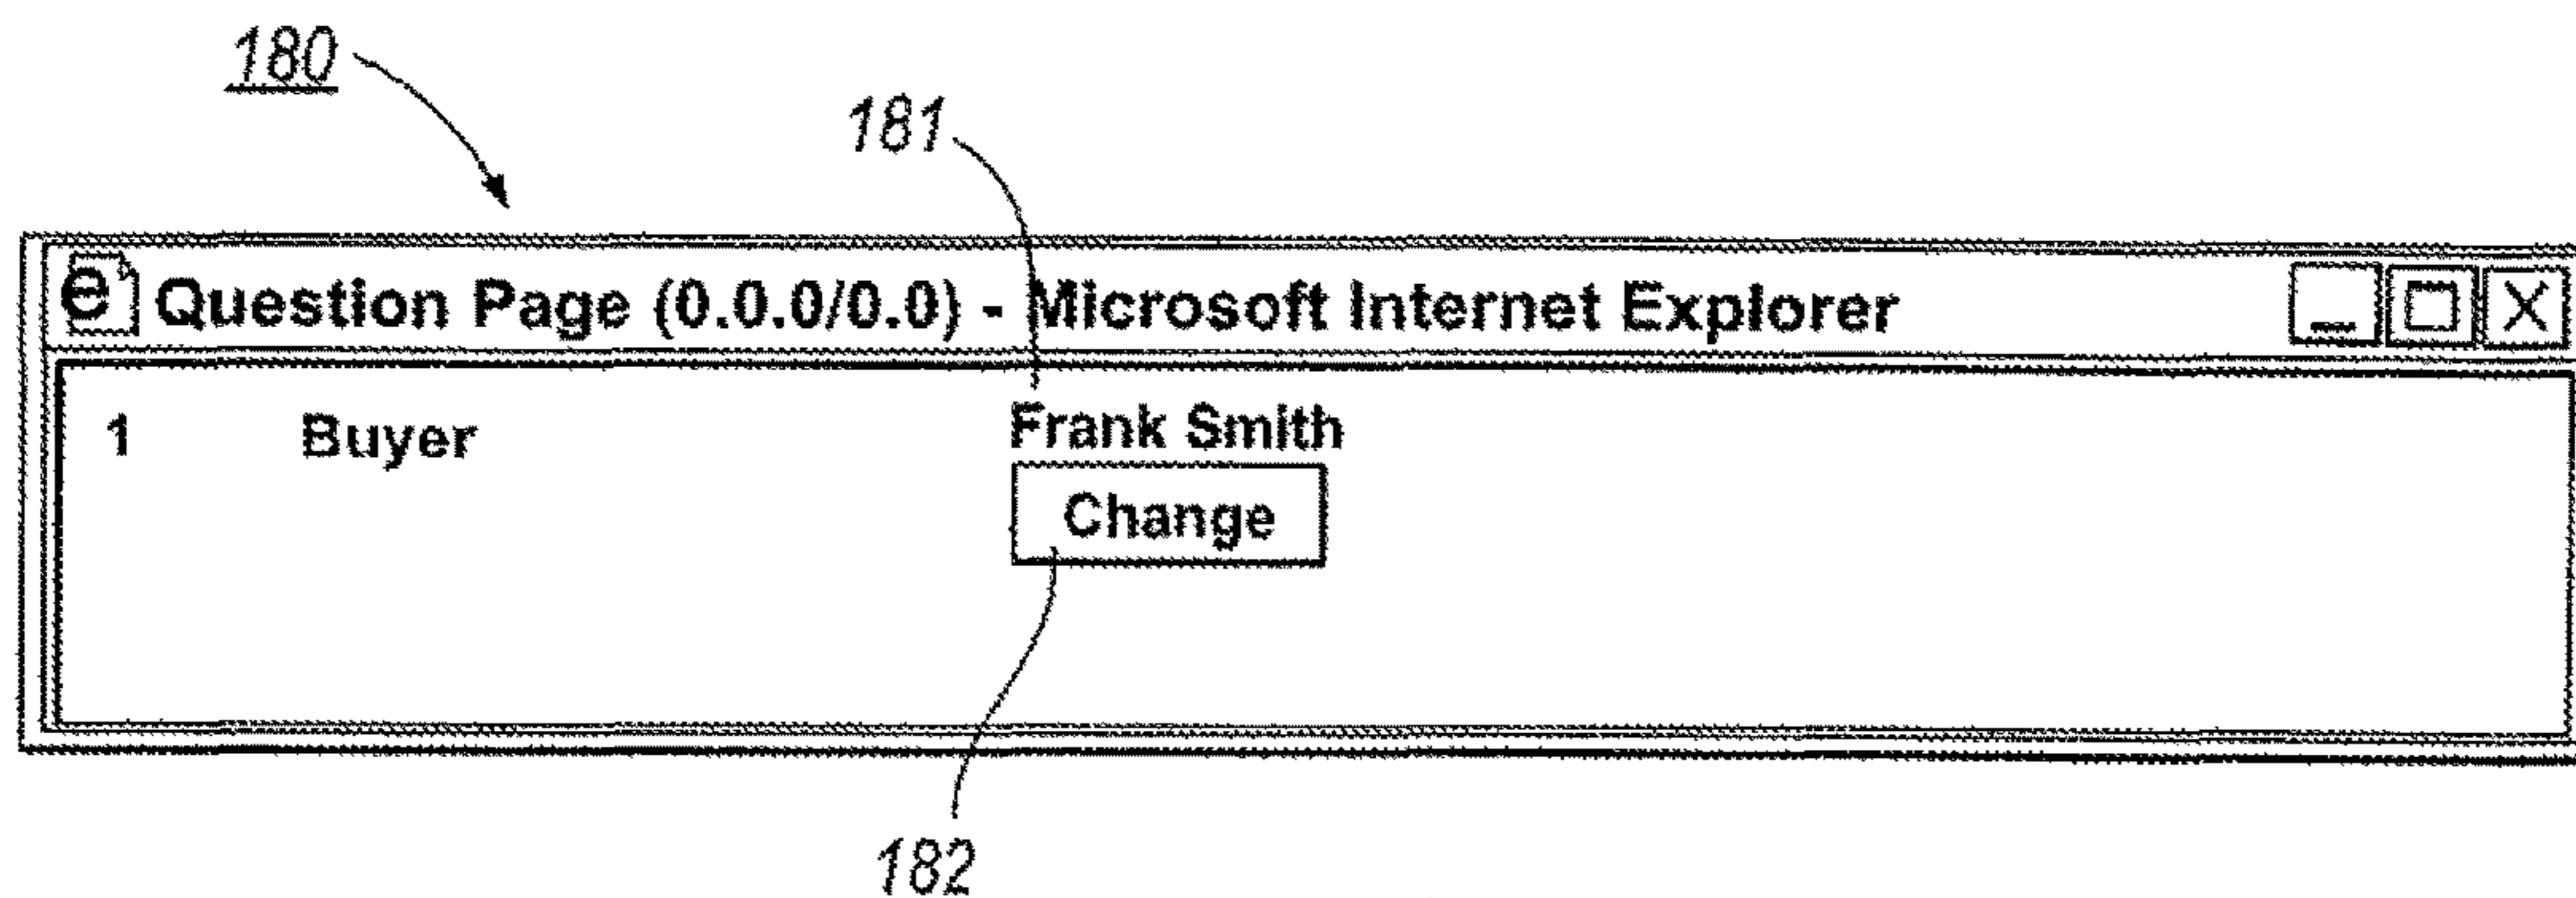 180
181
e Question Page (0.0.0/0.0) - Microsoft Internet Explorer
1 Buyer Frank Smith
Change
182